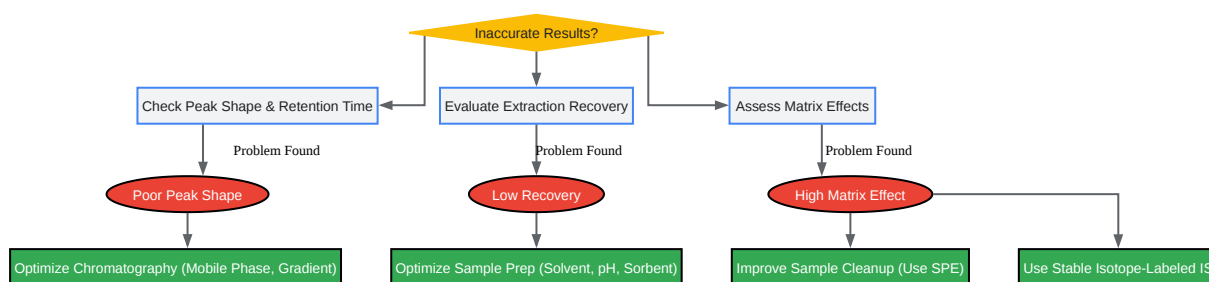 Inaccurate Results?
Check Peak Shape & Retention Time
Evaluate Extraction Recovery
Assess Matrix Effects
Problem Found
Problem Found
Problem Found
Poor Peak Shape
Low Recovery
High Matrix Effect
Optimize Chromatography (Mobile Phase, Gradient)
Optimize Sample Prep (Solvent, pH, Sorbent)
Improve Sample Cleanup (Use SPE)
Use Stable Isotope-Labeled IS